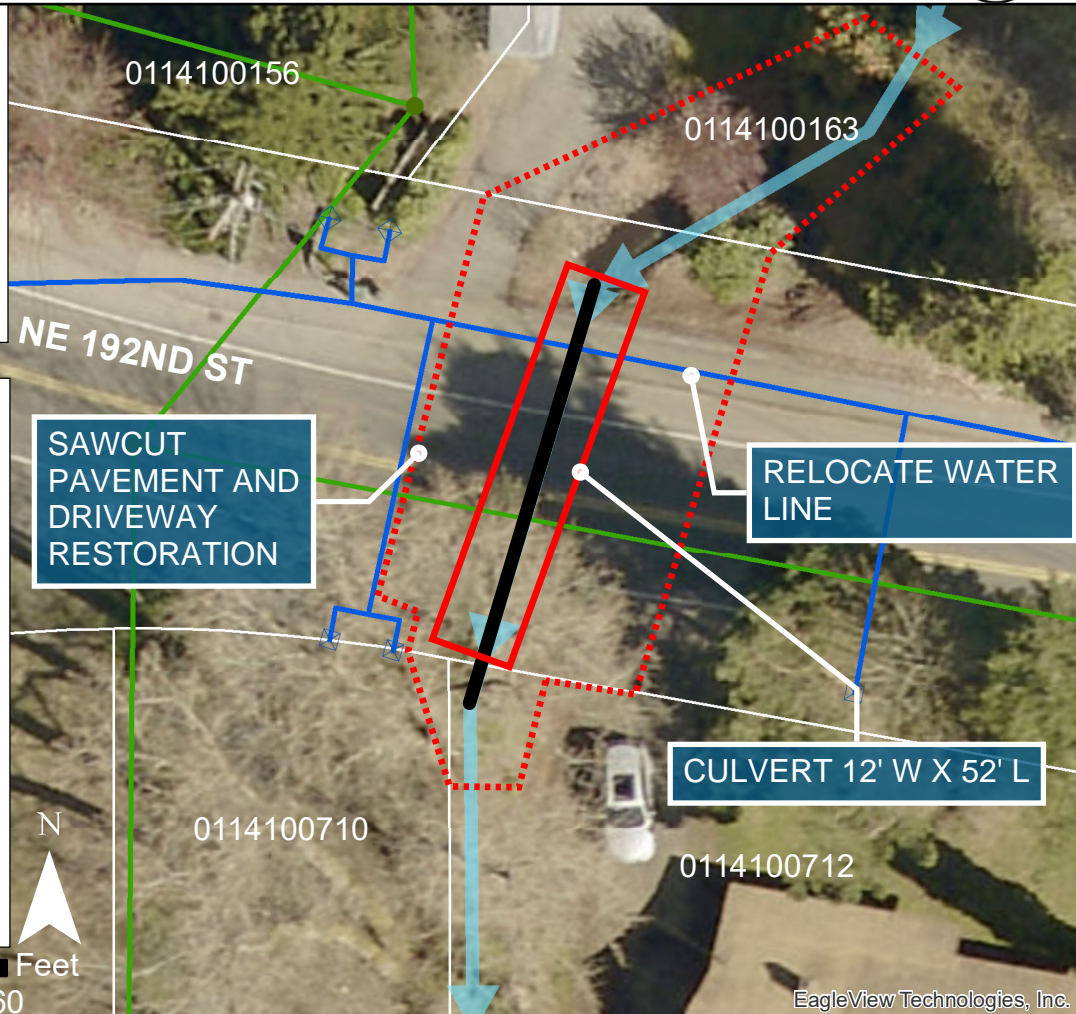 0114100156
0114100163
NE 192ND ST
SAWCUT
PAVEMENT AND
DRIVEWAY
RESTORATION
RELOCATE WATER
LINE
CULVERT 12' W X 52' L
0114100710
0114100712
N
Feet
EagleView Technologies, Inc.